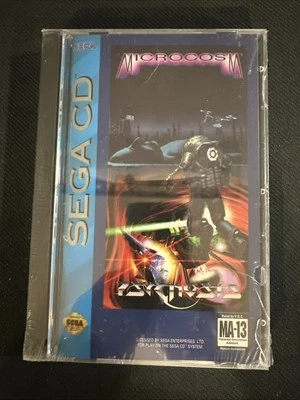 SEGA
MICROCOSM
SEGA CD
PSYGNOSIS
MA-13
SEGA
LICENSED BY SEGA ENTERPRISES LTD.
FOR PLAY ON THE SEGA CD™ SYSTEM